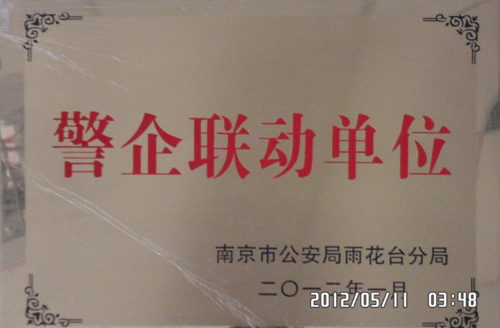 警企联动单位
南京市公安局雨花台分局
二〇一二年一月
2012/05/11 03:48